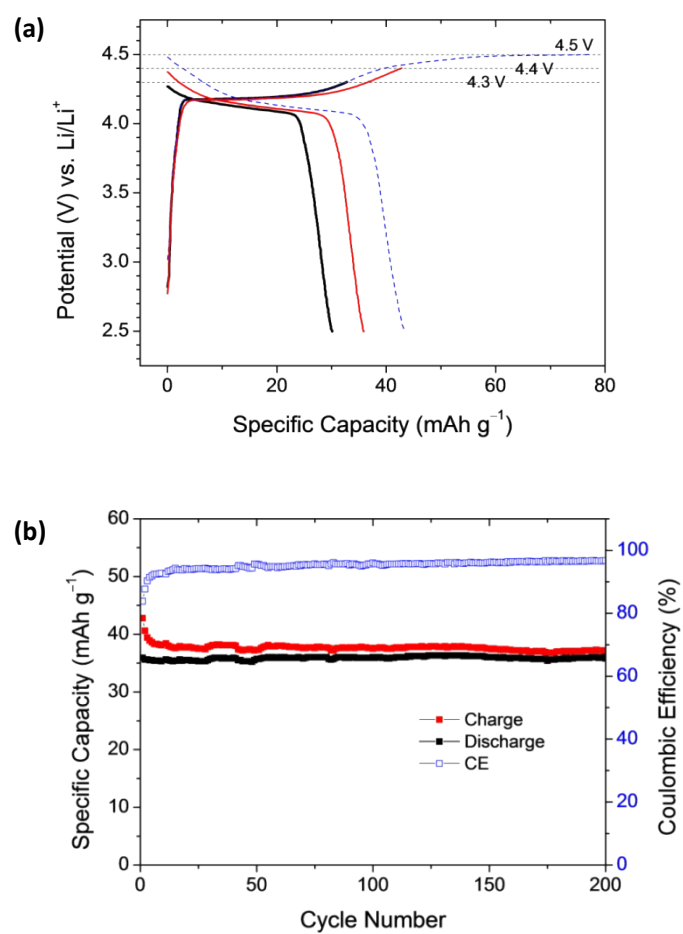 (a)
4.5
4.0
3.5
3.0
2.5
4.5 V
4.4 V
4.3 V
0 20 40 60 80
Potential (V) vs. Li/Li⁺
Specific Capacity (mAh g⁻¹)
(b)
60
50
40
30
20
10
0
100
80
60
40
20
0
Specific Capacity (mAh g⁻¹)
Coulombic Efficiency (%)
Charge
Discharge
CE
0 50 100 150 200
Cycle Number